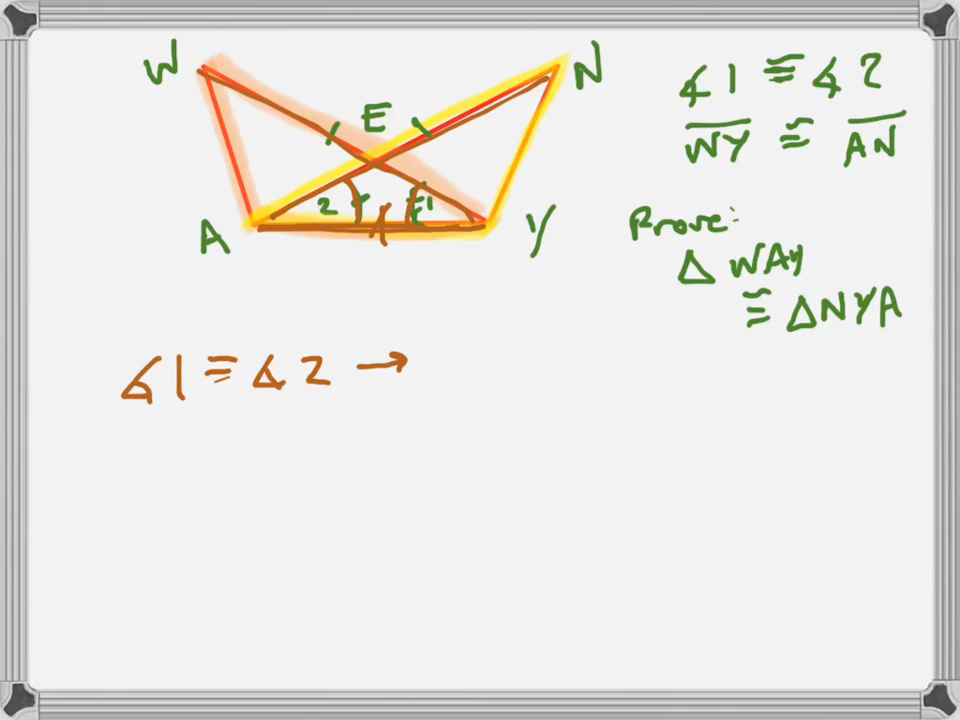 W
N
E
∡1 ≅ ∡2
WY ≅ AN
2
1
A
Y
Prove:
△ WAY
≅ △NYA
∡1 ≅ ∡2 →